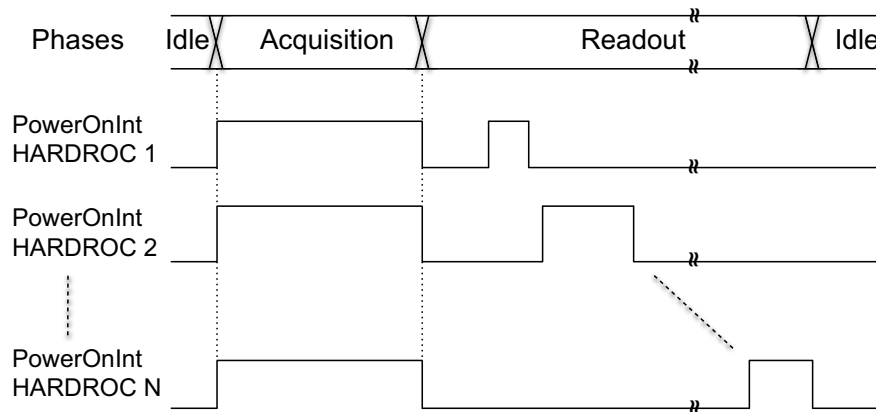 Phases Idle Acquisition Readout Idle
PowerOnInt
HARDROC 1
PowerOnInt
HARDROC 2
PowerOnInt
HARDROC N